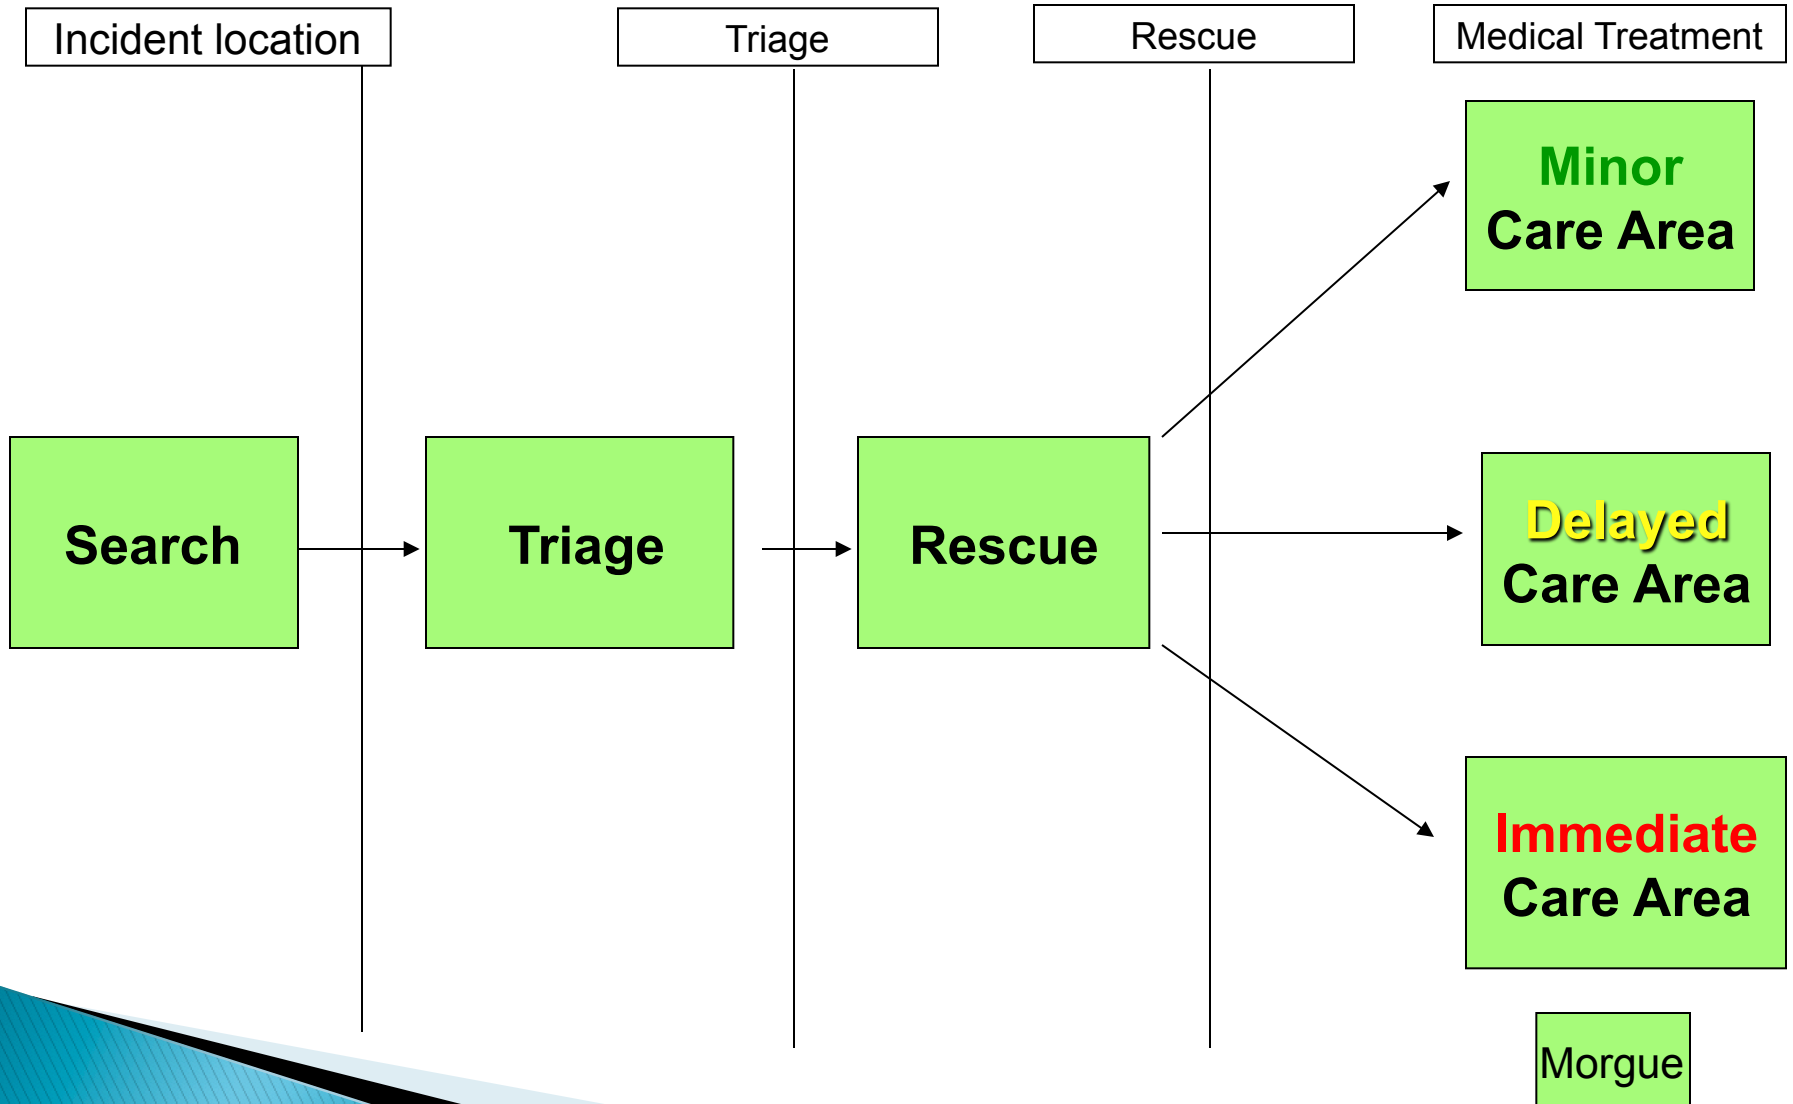 Incident location
Triage
Rescue
Medical Treatment
Minor
Care Area
Search
Triage
Rescue
Delayed
Care Area
Immediate
Care Area
Morgue